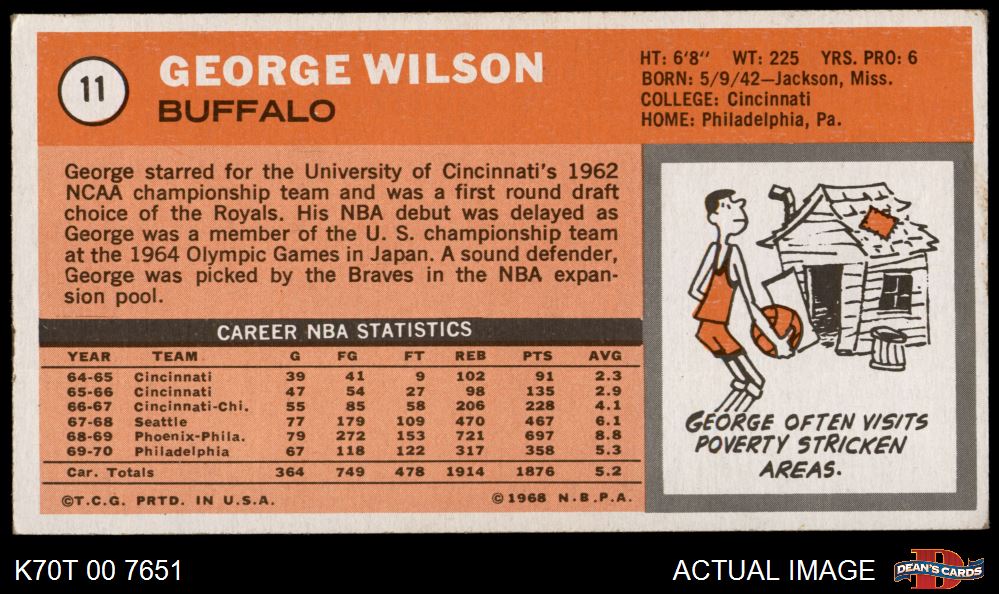 11
GEORGE WILSON
BUFFALO
HT: 6'8" WT: 225 YRS. PRO: 6
BORN: 5/9/42—Jackson, Miss.
COLLEGE: Cincinnati
HOME: Philadelphia, Pa.
George starred for the University of Cincinnati's 1962
NCAA championship team and was a first round draft
choice of the Royals. His NBA debut was delayed as
George was a member of the U. S. championship team
at the 1964 Olympic Games in Japan. A sound defender,
George was picked by the Braves in the NBA expan-
sion pool.
CAREER NBA STATISTICS
YEAR TEAM G FG FT REB PTS AVG
64-65 Cincinnati 39 41 9 102 91 2.3
65-66 Cincinnati 47 54 27 98 135 2.9
66-67 Cincinnati-Chi. 55 85 58 206 228 4.1
67-68 Seattle 77 179 109 470 467 6.1
68-69 Phoenix-Phila. 79 272 153 721 697 8.8
69-70 Philadelphia 67 118 122 317 358 5.3
Car. Totals 364 749 478 1914 1876 5.2
©T.C.G. PRTD. IN U.S.A. ©1968 N.B.P.A.
GEORGE OFTEN VISITS
POVERTY STRICKEN
AREAS.
K70T 00 7651
ACTUAL IMAGE
D
DEAN'S CARDS